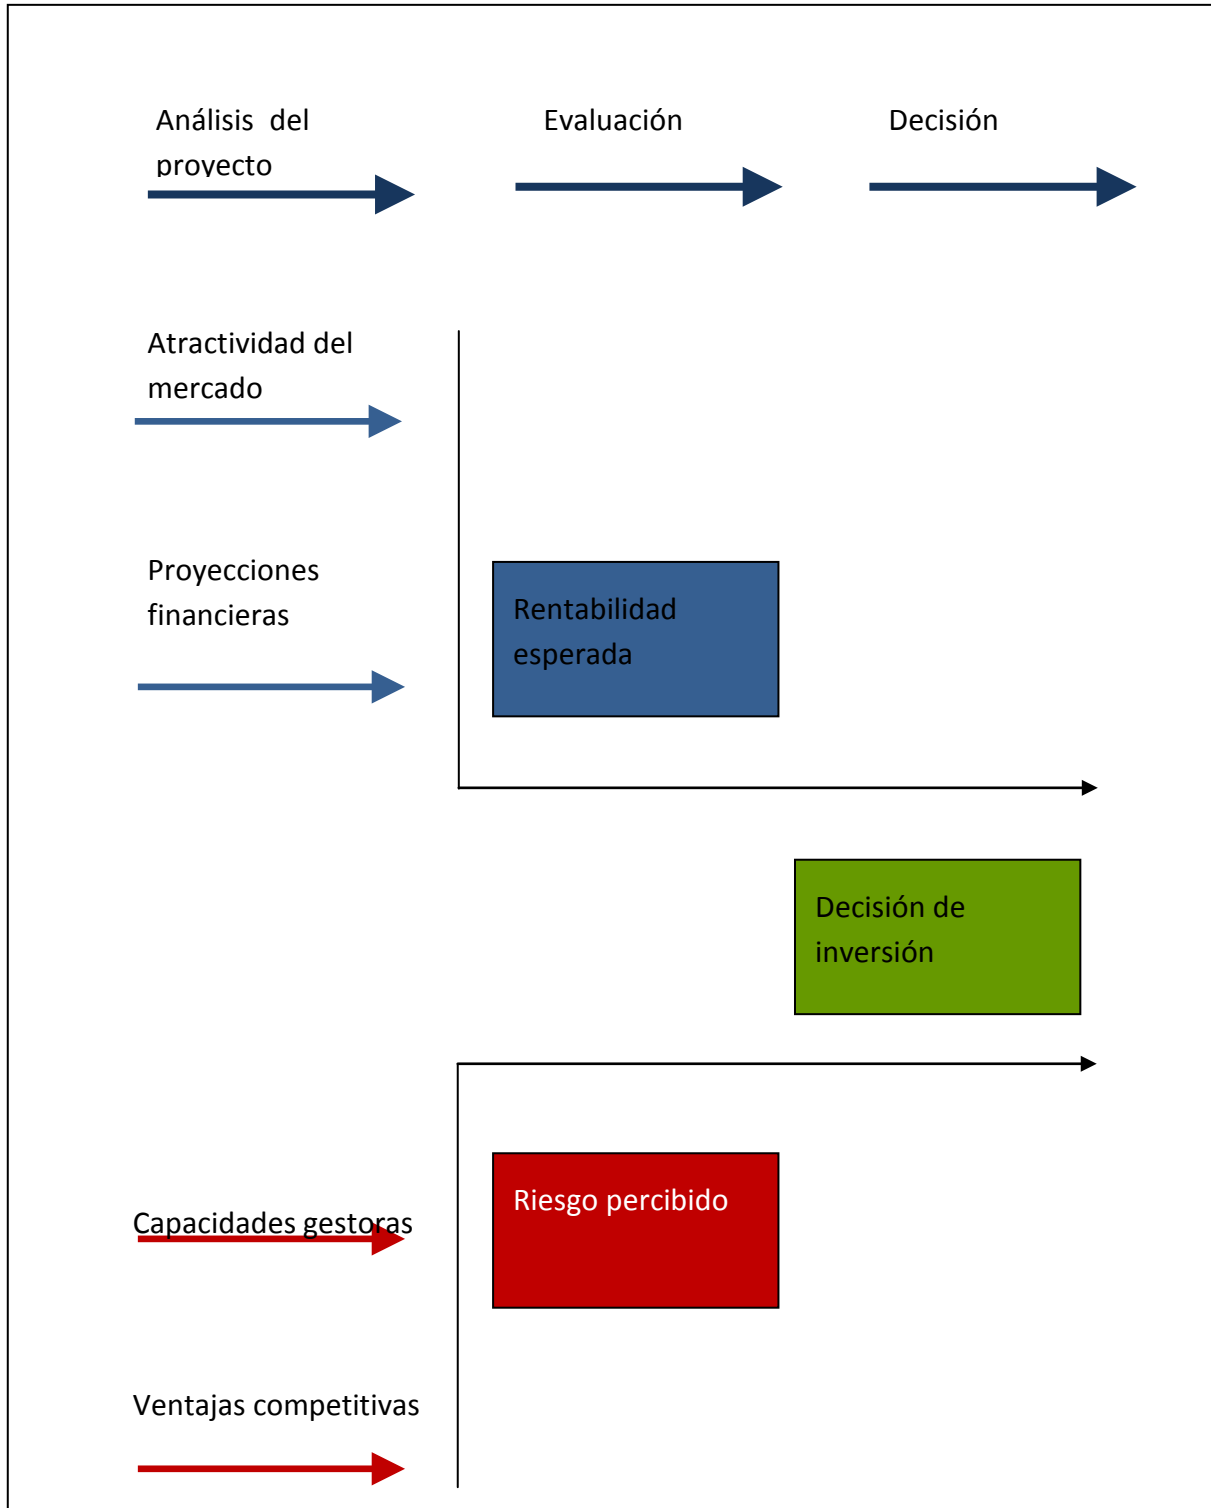 Análisis del
proyecto
Evaluación
Decisión
Atractividad del
mercado
Proyecciones
financieras
Rentabilidad
esperada
Decisión de
inversión
Riesgo percibido
Capacidades gestoras
Ventajas competitivas